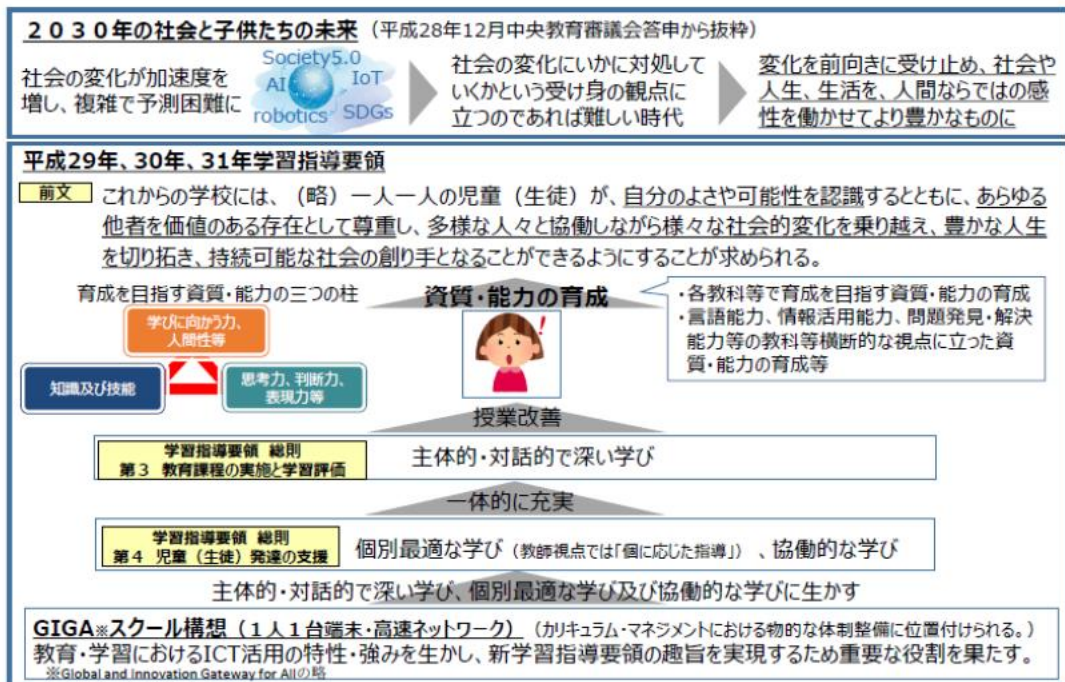 ２０３０年の社会と子供たちの未来（平成28年12月中央教育審議会答申から抜粋）
社会の変化が加速度を
増し、複雑で予測困難に
Society5.0
AI
IoT
robotics
SDGs
社会の変化にいかに対処して
いくかという受け身の観点に
立つのであれば難しい時代
変化を前向きに受け止め、社会や
人生、生活を、人間ならではの感
性を働かせてより豊かなものに
平成29年、30年、31年学習指導要領
前文
これからの学校には、（略）一人一人の児童（生徒）が、自分のよさや可能性を認識するとともに、あらゆる
他者を価値のある存在として尊重し、多様な人々と協働しながら様々な社会的変化を乗り越え、豊かな人生
を切り拓き、持続可能な社会の創り手となることができるようにすることが求められる。
育成を目指す資質・能力の三つの柱
学びに向かう力、
人間性等
知識及び技能
思考力、判断力、
表現力等
資質・能力の育成
・各教科等で育成を目指す資質・能力の育成
・言語能力、情報活用能力、問題発見・解決
能力等の教科等横断的な視点に立った資
質・能力の育成等
授業改善
学習指導要領 総則
第３ 教育課程の実施と学習評価
主体的・対話的で深い学び
一体的に充実
学習指導要領 総則
第４ 児童（生徒）発達の支援
個別最適な学び（教師視点では「個に応じた指導」）、協働的な学び
主体的・対話的で深い学び、個別最適な学び及び協働的な学びに生かす
GIGA※スクール構想（１人１台端末・高速ネットワーク）（カリキュラム・マネジメントにおける物的な体制整備に位置付けられる。）
教育・学習におけるICT活用の特性・強みを生かし、新学習指導要領の趣旨を実現するため重要な役割を果たす。
※Global and Innovation Gateway for Allの略